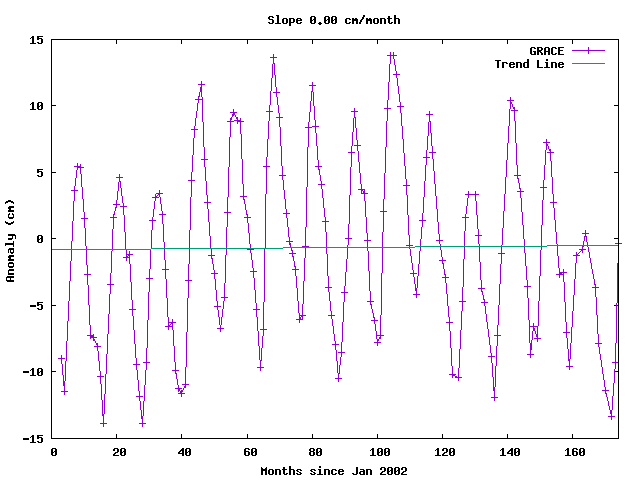 Slope 0.00 cm/month
GRACE
Trend Line
15
10
5
0
-5
-10
-15
Anomaly (cm)
0 20 40 60 80 100 120 140 160
Months since Jan 2002